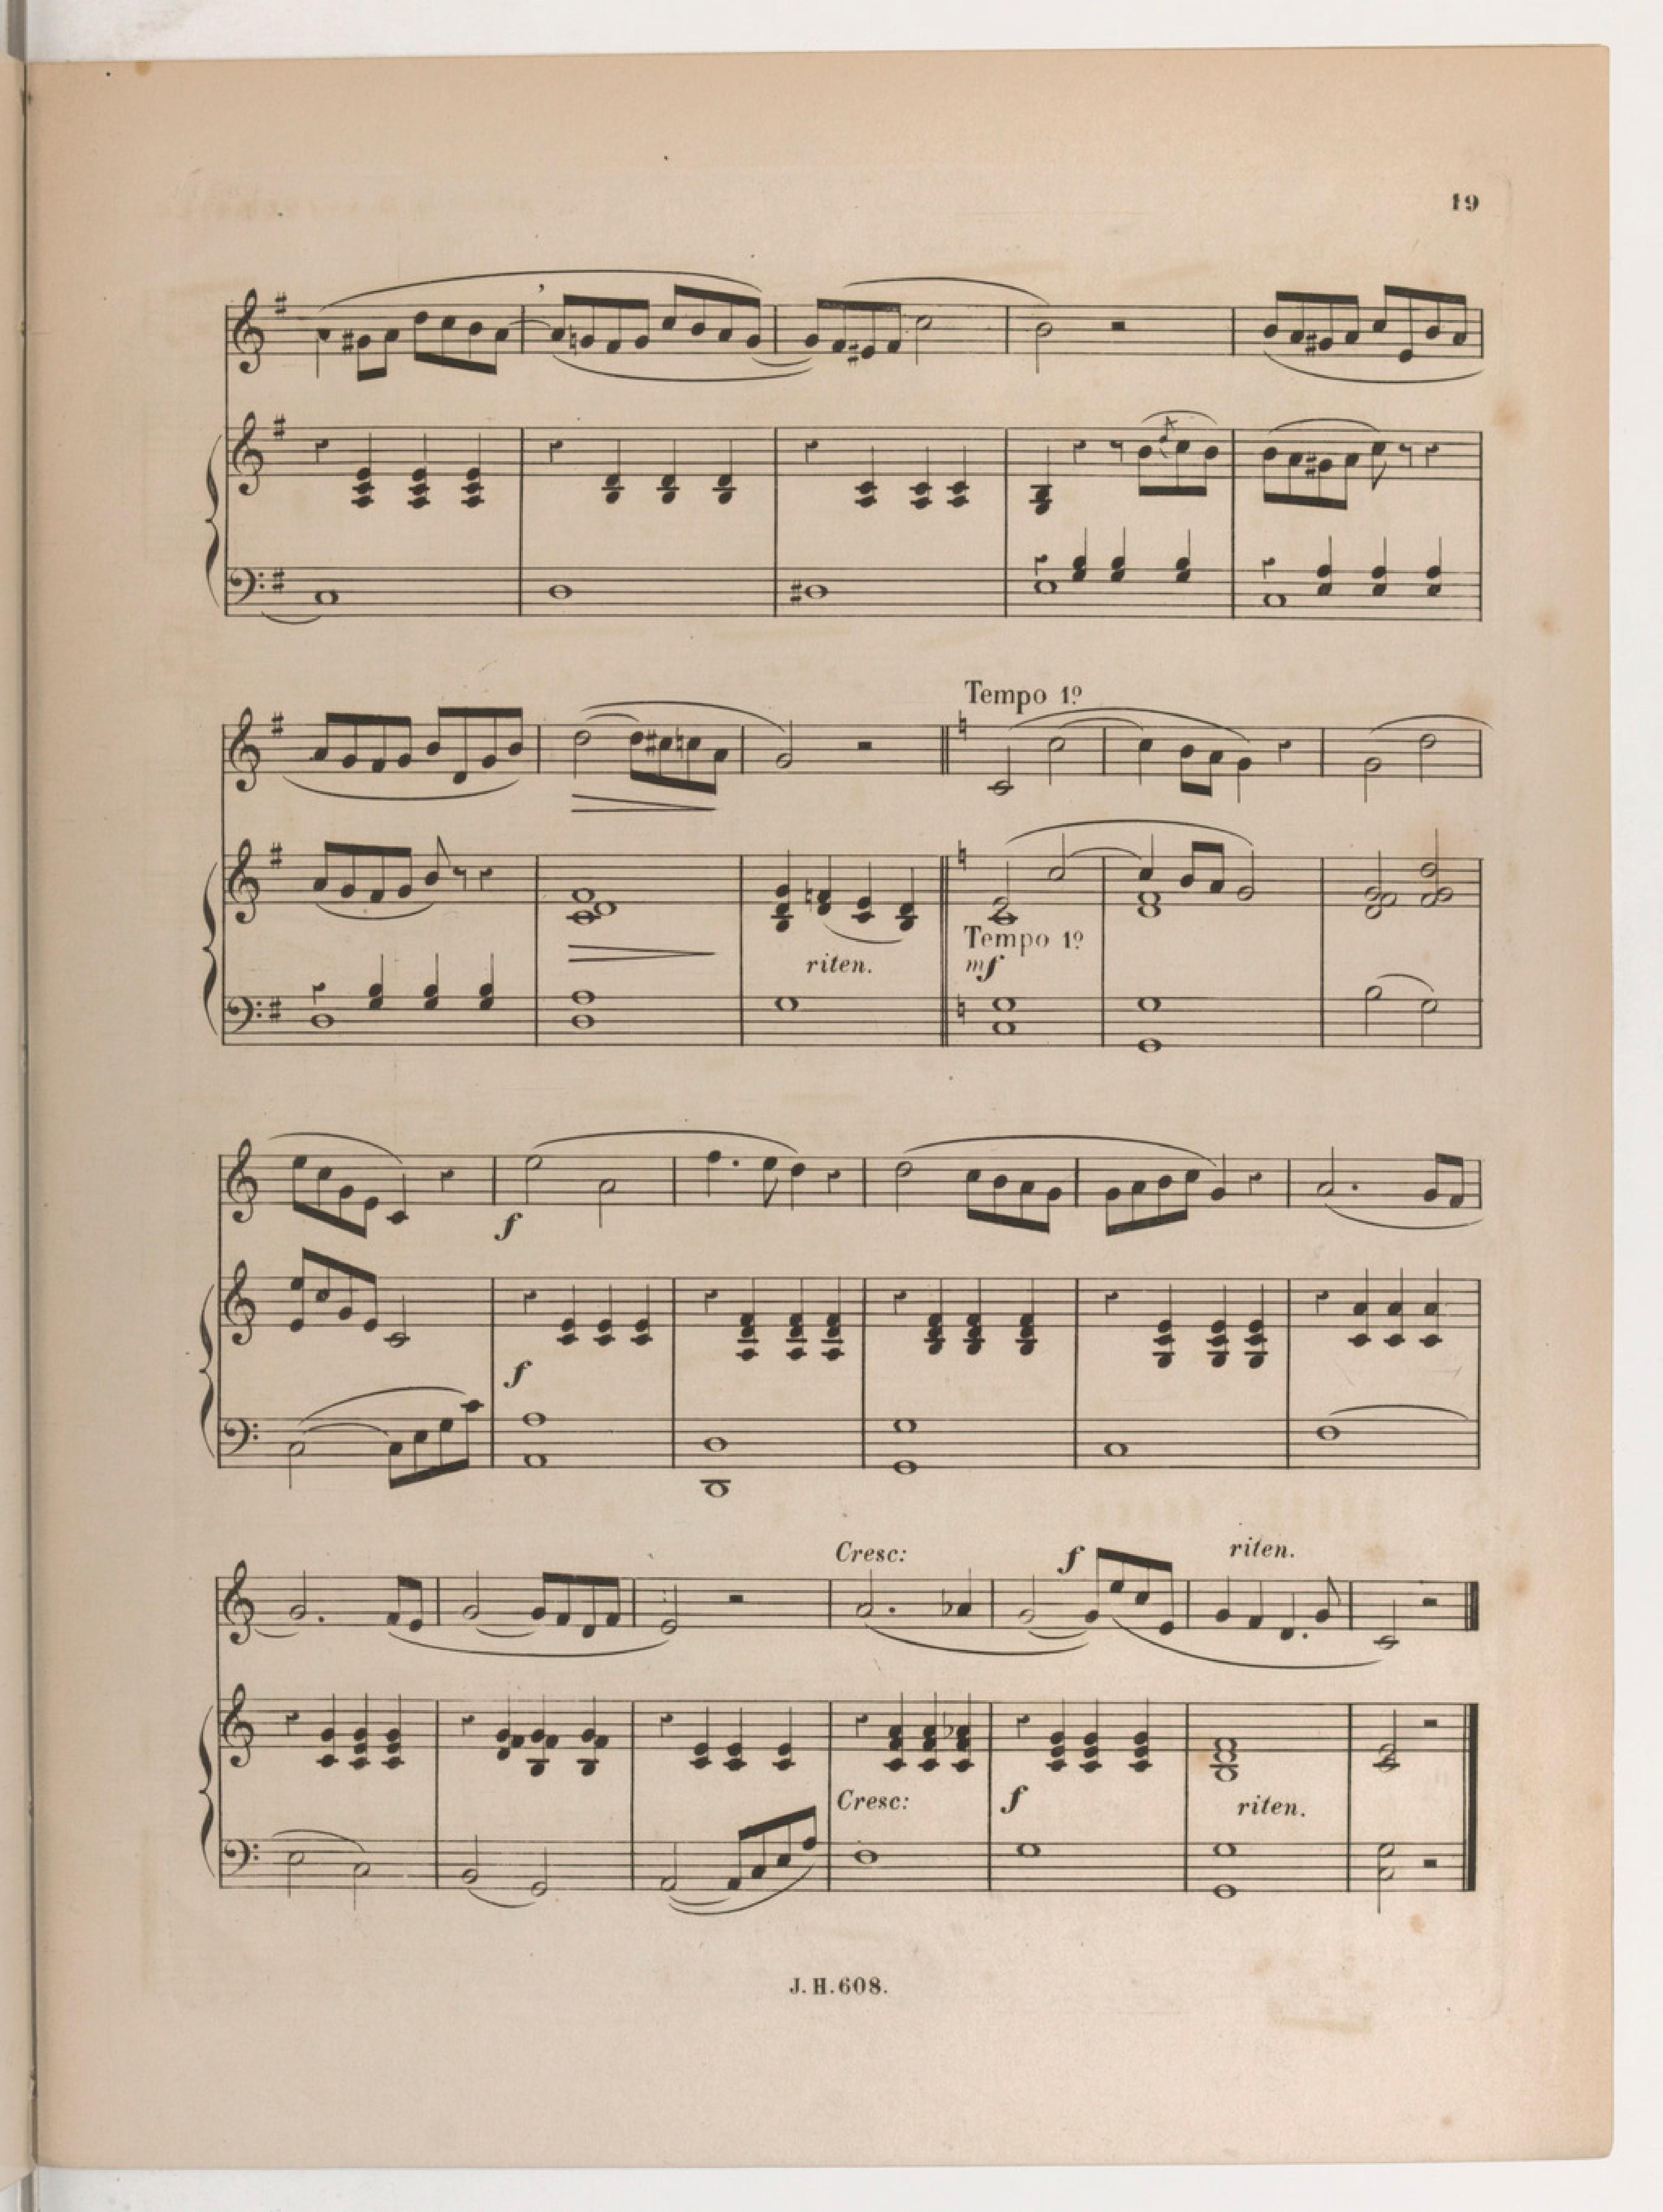 19
Tempo 1º
Tempo 1º
riten.
mf
f
f
Cresc:
f
riten.
Cresc:
f
riten.
J. H. 608.